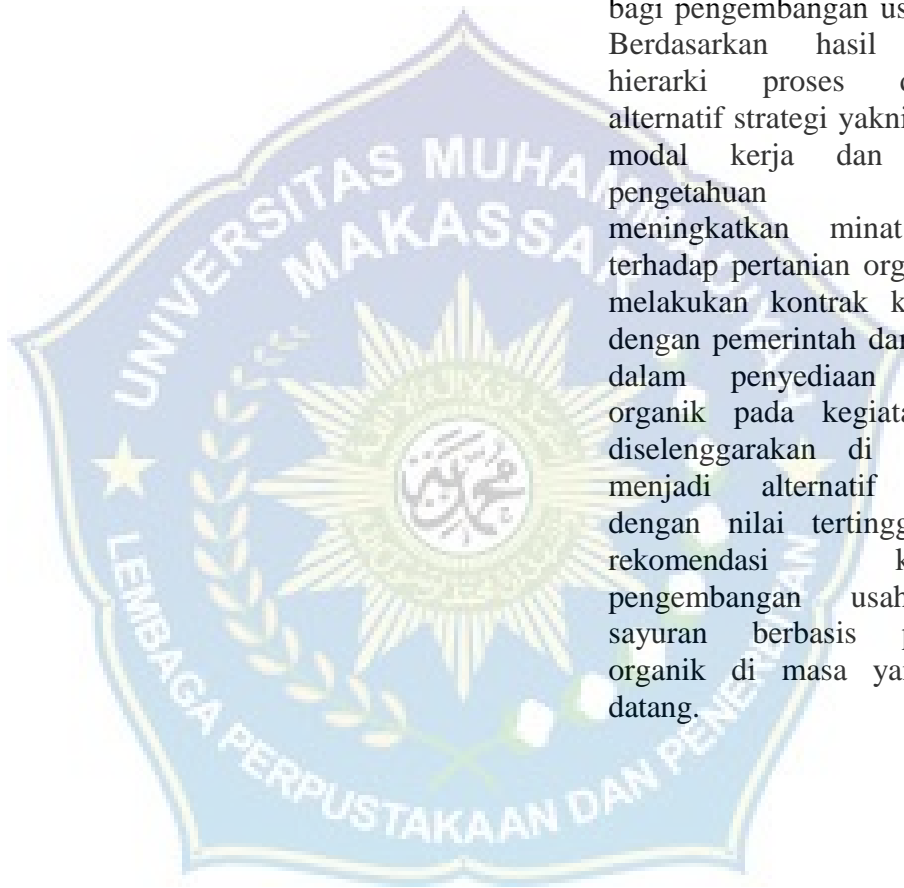 bagi pengembangan us
Berdasarkan hasil
hierarki proses
alternatif strategi yakni
modal kerja dan
pengetahuan
meningkatkan minat
terhadap pertanian org
melakukan kontrak k
dengan pemerintah dan
dalam penyediaan
organik pada kegiata
diselenggarakan di
menjadi alternatif
dengan nilai tertingg
rekomendasi k
pengembangan usah
sayuran berbasis p
organik di masa ya
datang.
UNIVERSITAS MUHAMMADIYAH
MAKASSAR
LEMBAGA PERPUSTAKAAN DAN PENERBITAN